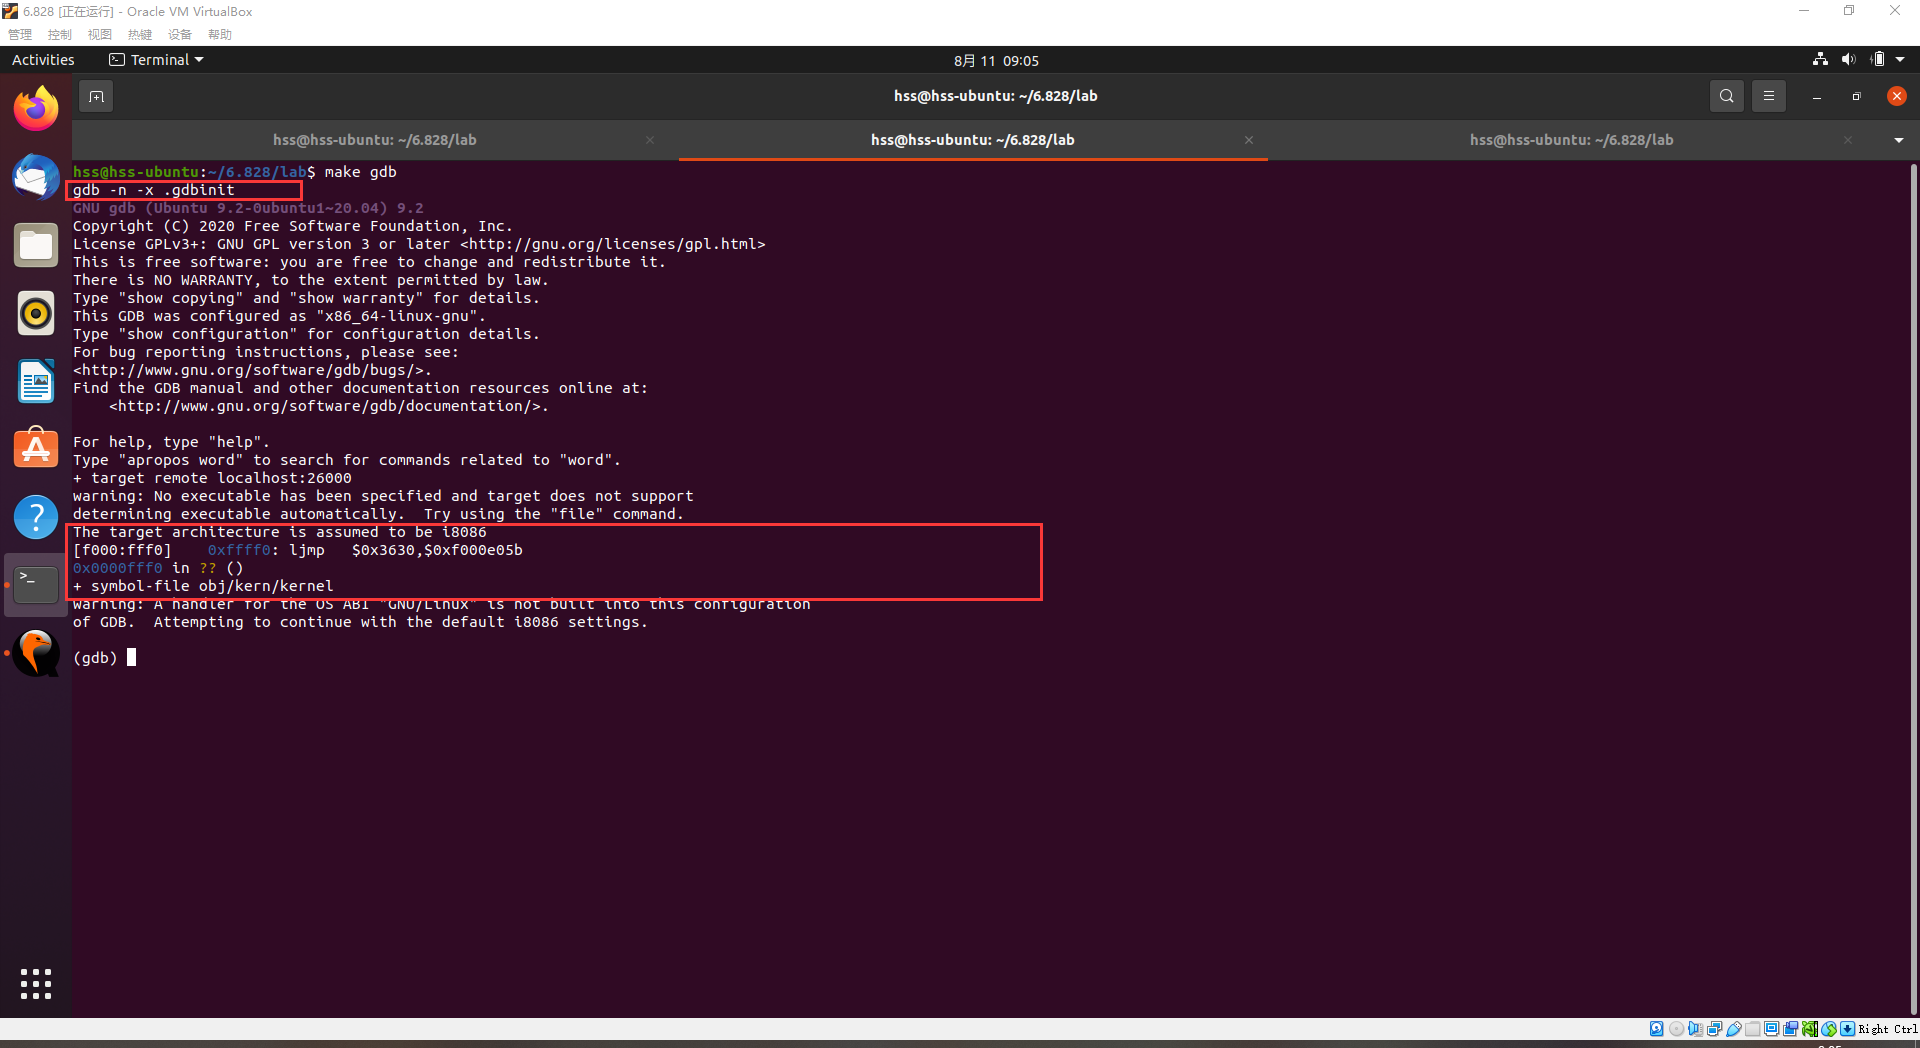 6.828 [正在运行] - Oracle VM VirtualBox
管理 控制 视图 热键 设备 帮助
Activities Terminal 8月 11 09:05
hss@hss-ubuntu: ~/6.828/lab
hss@hss-ubuntu: ~/6.828/lab hss@hss-ubuntu: ~/6.828/lab hss@hss-ubuntu: ~/6.828/lab
hss@hss-ubuntu:~/6.828/lab$ make gdb
gdb -n -x .gdbinit
GNU gdb (Ubuntu 9.2-0ubuntu1~20.04) 9.2
Copyright (C) 2020 Free Software Foundation, Inc.
License GPLv3+: GNU GPL version 3 or later <http://gnu.org/licenses/gpl.html>
This is free software: you are free to change and redistribute it.
There is NO WARRANTY, to the extent permitted by law.
Type "show copying" and "show warranty" for details.
This GDB was configured as "x86_64-linux-gnu".
Type "show configuration" for configuration details.
For bug reporting instructions, please see:
<http://www.gnu.org/software/gdb/bugs/>.
Find the GDB manual and other documentation resources online at:
<http://www.gnu.org/software/gdb/documentation/>.
For help, type "help".
Type "apropos word" to search for commands related to "word".
+ target remote localhost:26000
warning: No executable has been specified and target does not support
determining executable automatically.  Try using the "file" command.
The target architecture is assumed to be i8086
[f000:fff0]    0xffff0: ljmp   $0x3630,$0xf000e05b
0x0000fff0 in ?? ()
+ symbol-file obj/kern/kernel
warning: A handler for the OS ABI "GNU/Linux" is not built into this configuration
of GDB.  Attempting to continue with the default i8086 settings.
(gdb)
Right Ctrl